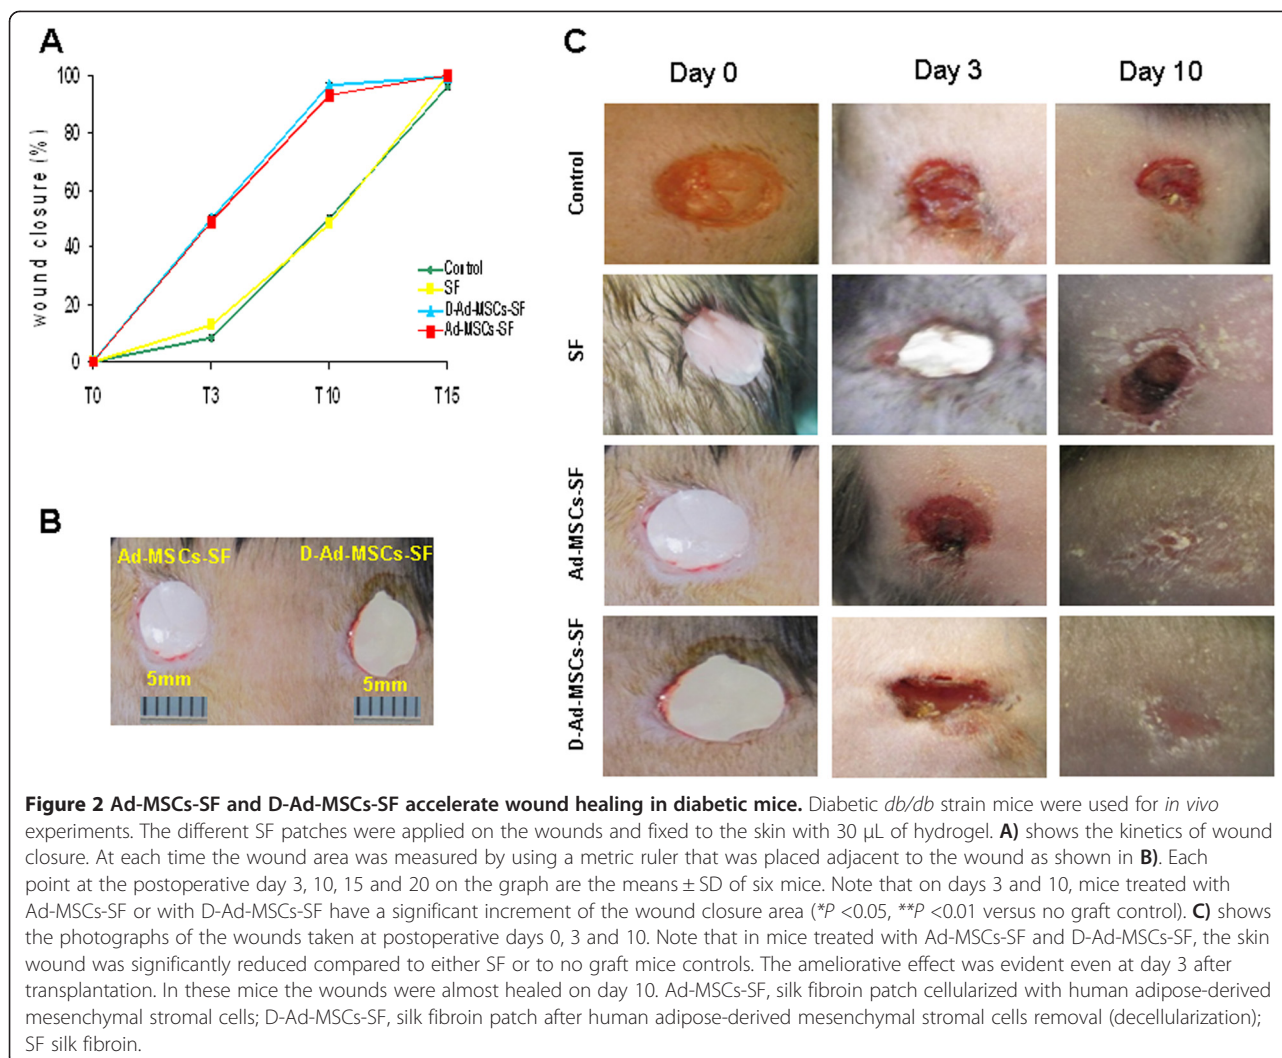 A
100
80
60
40
20
0
wound closure (%)
T0 T3 T10 T15
Control
SF
D-Ad-MSCs-SF
Ad-MSCs-SF
B
Ad-MSCs-SF D-Ad-MSCs-SF
5mm 5mm
C
Day 0 Day 3 Day 10
Control
SF
Ad-MSCs-SF
D-Ad-MSCs-SF
Figure 2 Ad-MSCs-SF and D-Ad-MSCs-SF accelerate wound healing in diabetic mice. Diabetic db/db strain mice were used for in vivo
experiments. The different SF patches were applied on the wounds and fixed to the skin with 30 μL of hydrogel. A) shows the kinetics of wound
closure. At each time the wound area was measured by using a metric ruler that was placed adjacent to the wound as shown in B). Each
point at the postoperative day 3, 10, 15 and 20 on the graph are the means ± SD of six mice. Note that on days 3 and 10, mice treated with
Ad-MSCs-SF or with D-Ad-MSCs-SF have a significant increment of the wound closure area (*P <0.05, **P <0.01 versus no graft control). C) shows
the photographs of the wounds taken at postoperative days 0, 3 and 10. Note that in mice treated with Ad-MSCs-SF and D-Ad-MSCs-SF, the skin
wound was significantly reduced compared to either SF or to no graft mice controls. The ameliorative effect was evident even at day 3 after
transplantation. In these mice the wounds were almost healed on day 10. Ad-MSCs-SF, silk fibroin patch cellularized with human adipose-derived
mesenchymal stromal cells; D-Ad-MSCs-SF, silk fibroin patch after human adipose-derived mesenchymal stromal cells removal (decellularization);
SF silk fibroin.